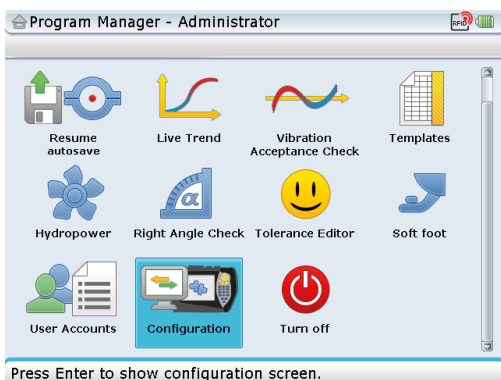 Program Manager - Administrator
RFID
Resume autosave
Live Trend
Vibration Acceptance Check
Templates
Hydropower
α
Right Angle Check
Tolerance Editor
Soft foot
User Accounts
Configuration
Turn off
Press Enter to show configuration screen.